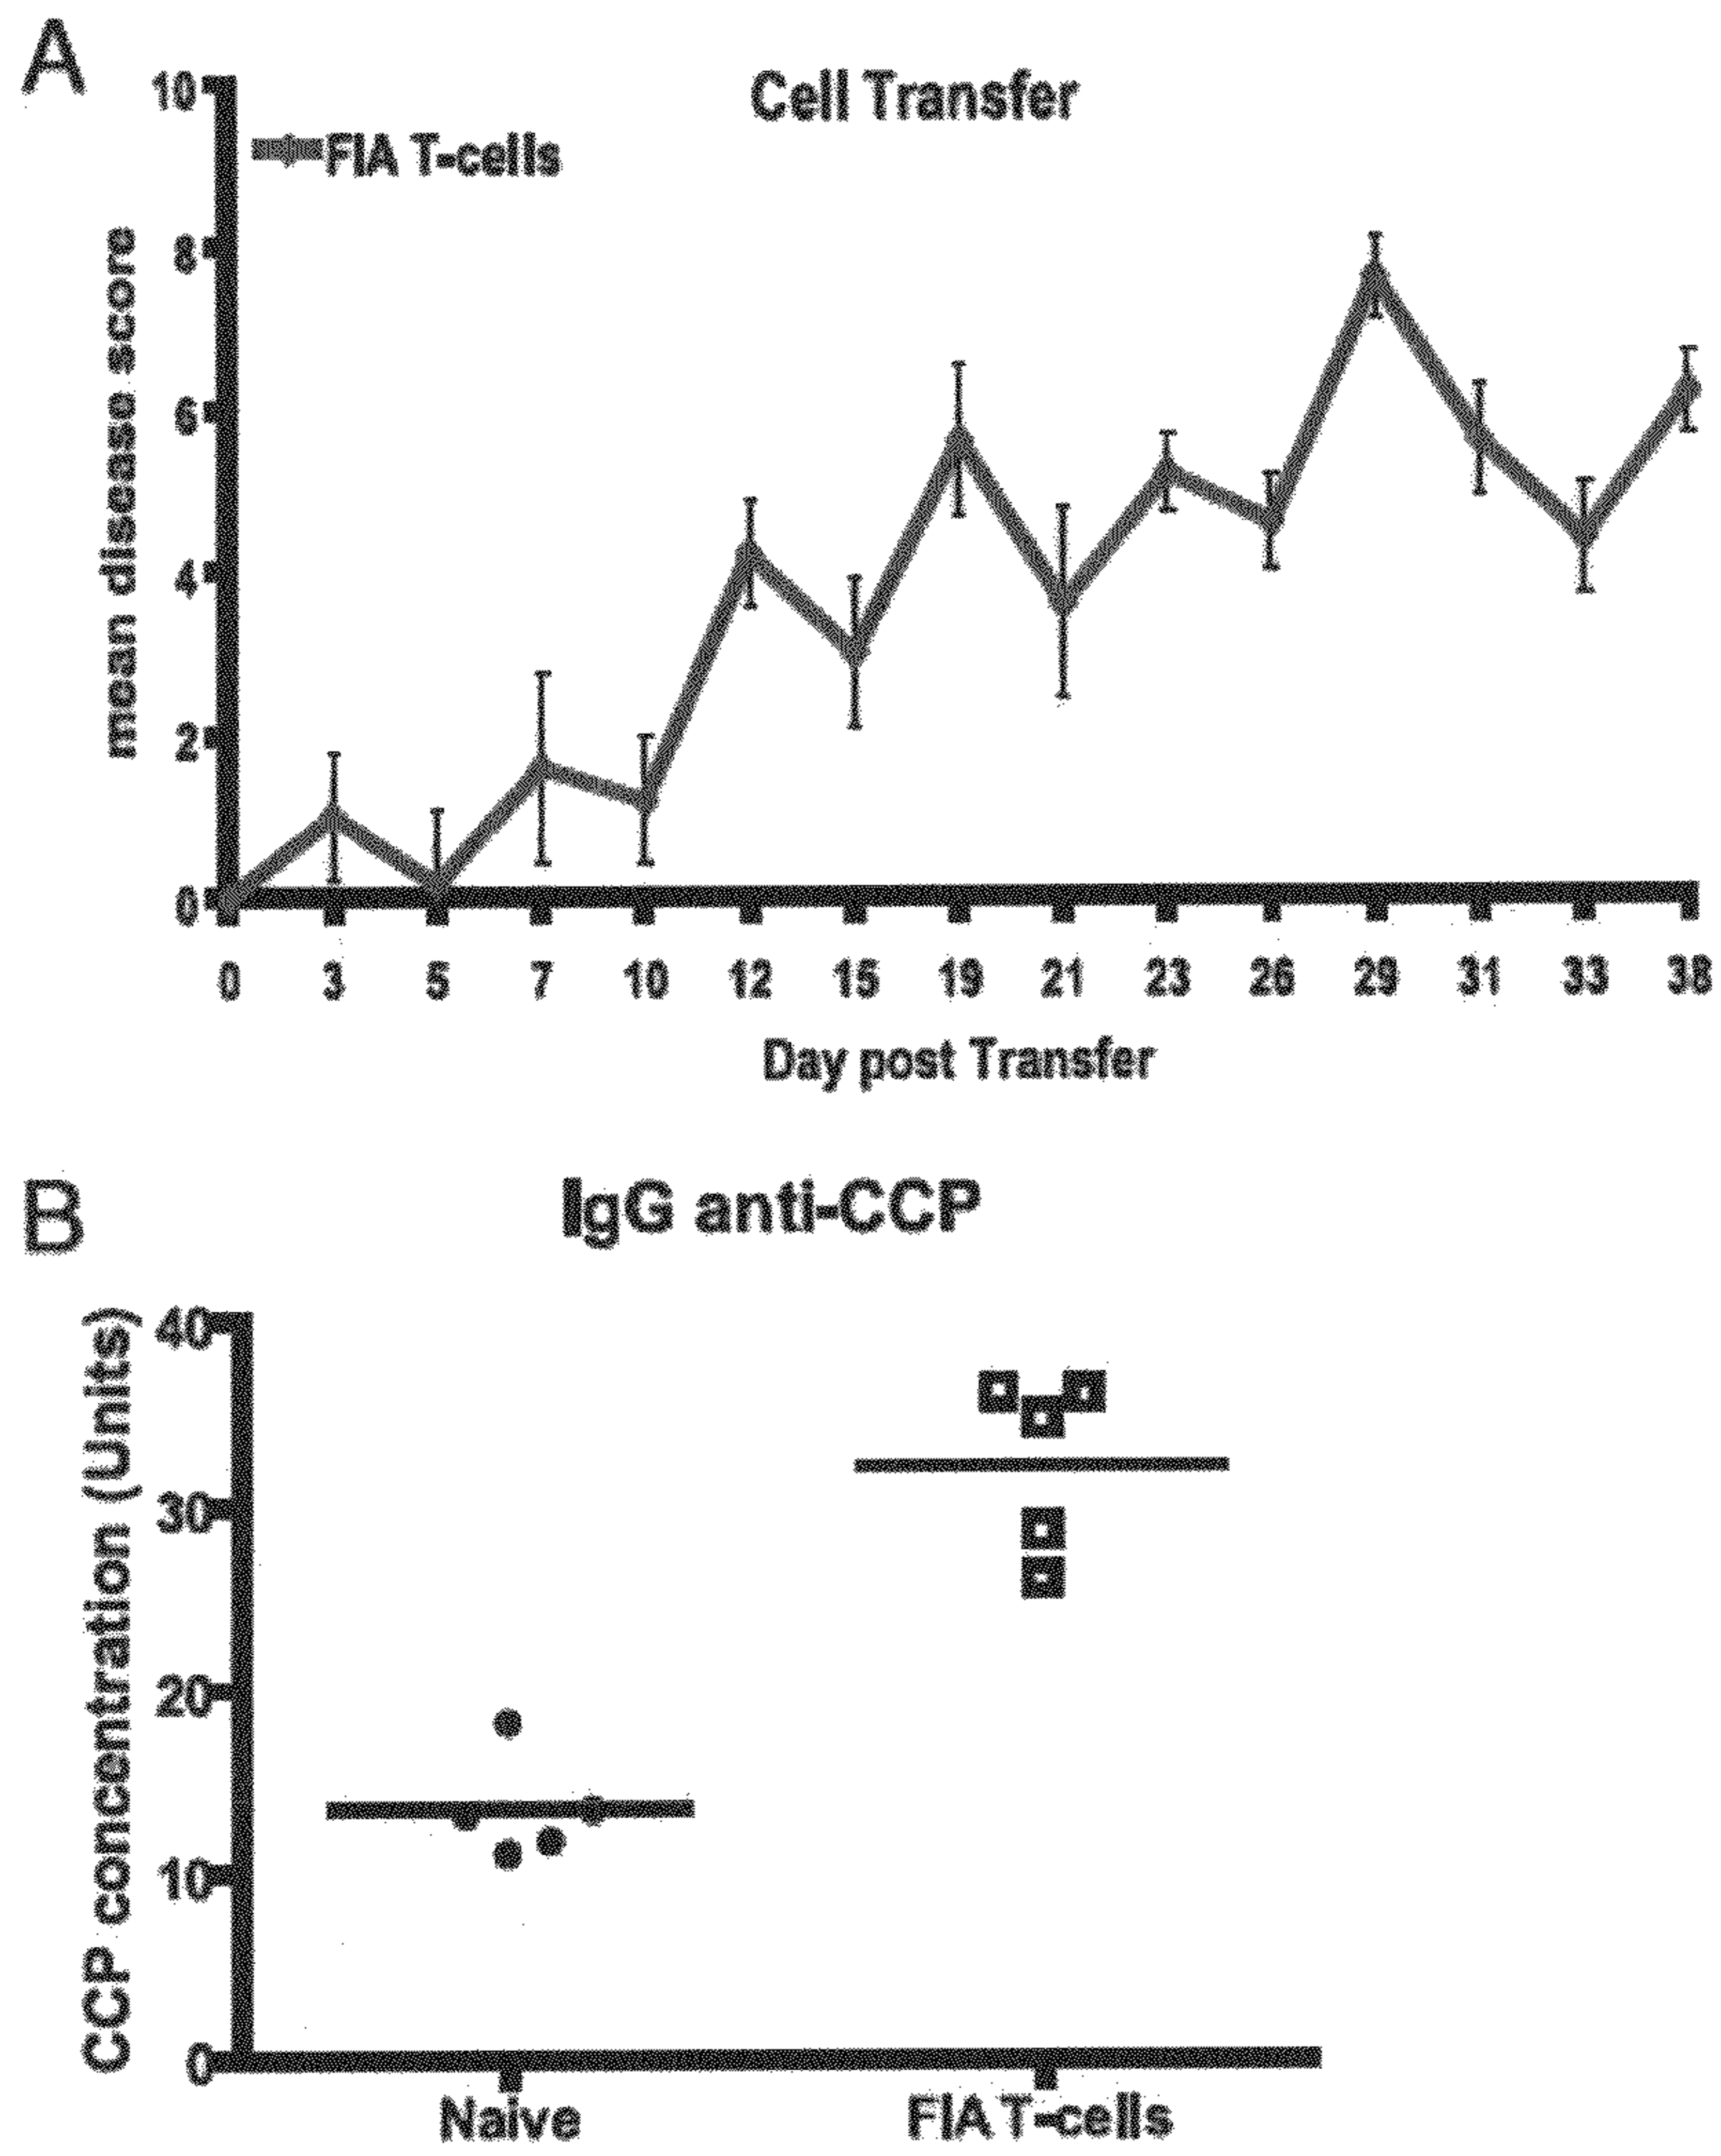 A
Cell Transfer
FIA T-cells
mean disease score
10
8
6
4
2
0
0 3 5 7 10 12 15 19 21 23 26 29 31 33 38
Day post Transfer
B
IgG anti-CCP
CCP concentration (Units)
40
30
20
10
0
Naive FIA T-cells